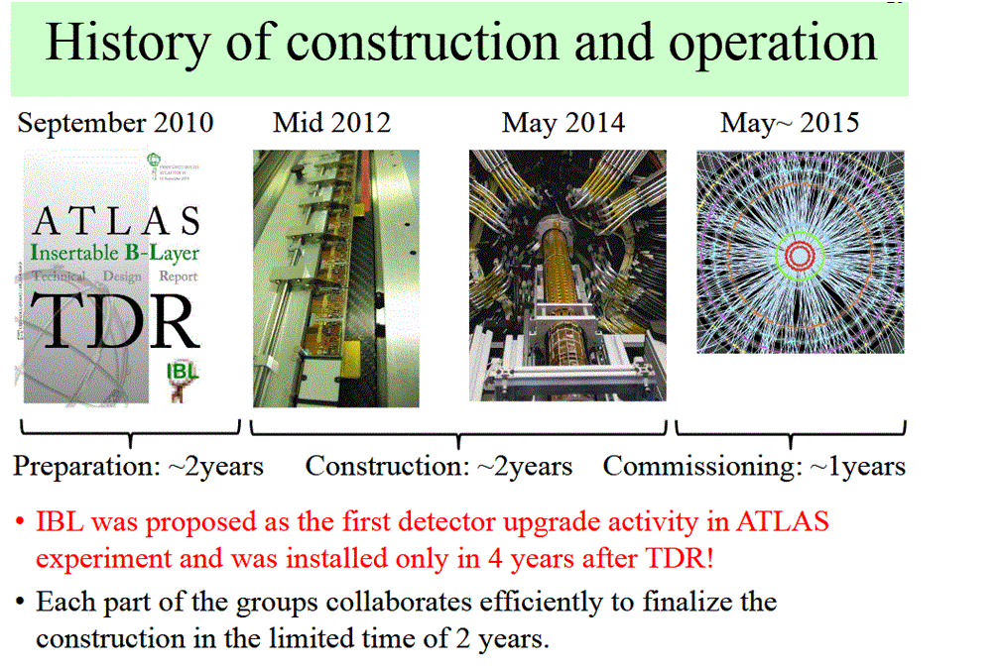 History of construction and operation
September 2010
Mid 2012
May 2014
May~ 2015
ATLAS
Insertable B-Layer
Technical Design Report
TDR
IBL
Preparation: ~2years
Construction: ~2years
Commissioning: ~1years
• IBL was proposed as the first detector upgrade activity in ATLAS
experiment and was installed only in 4 years after TDR!
• Each part of the groups collaborates efficiently to finalize the
construction in the limited time of 2 years.